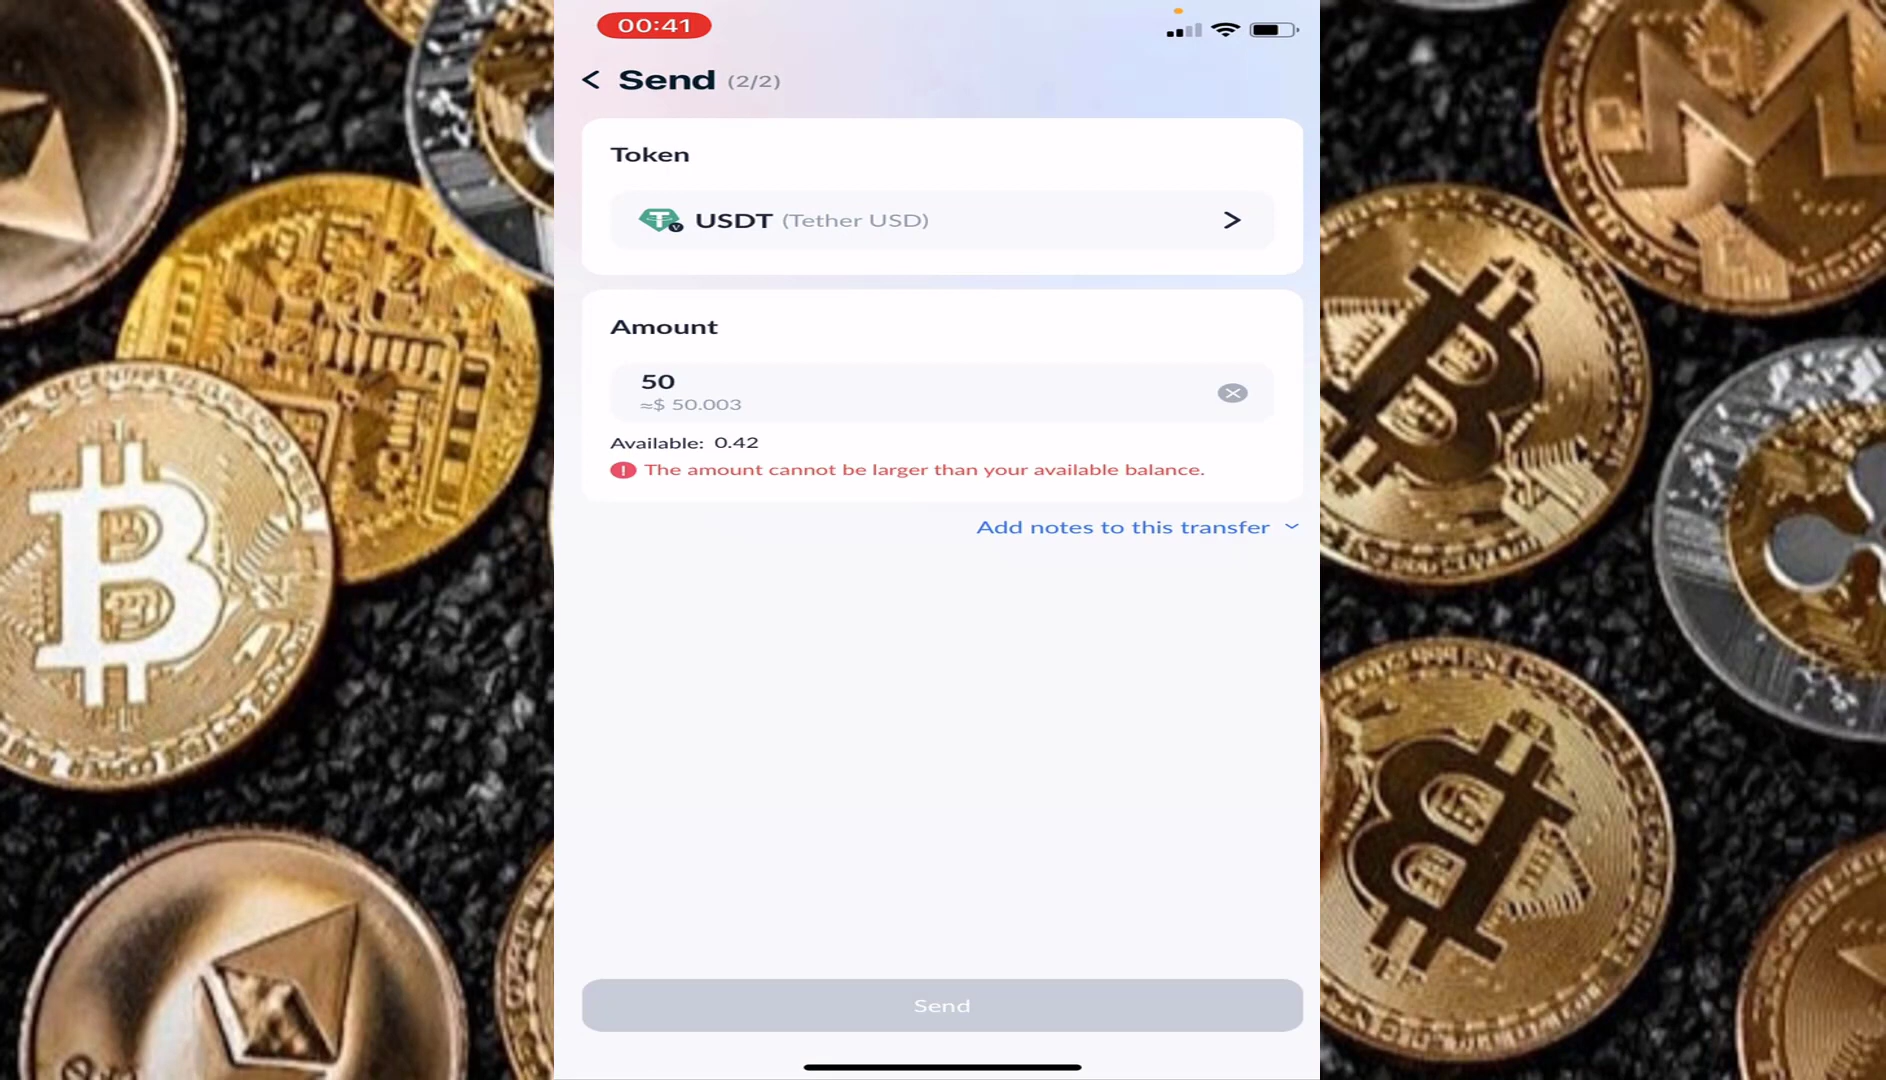 00:41
Send (2/2)
Token
USDT (Tether USD)
Amount
50
≈$ 50.003
Available: 0.42
The amount cannot be larger than your available balance.
Add notes to this transfer
Send